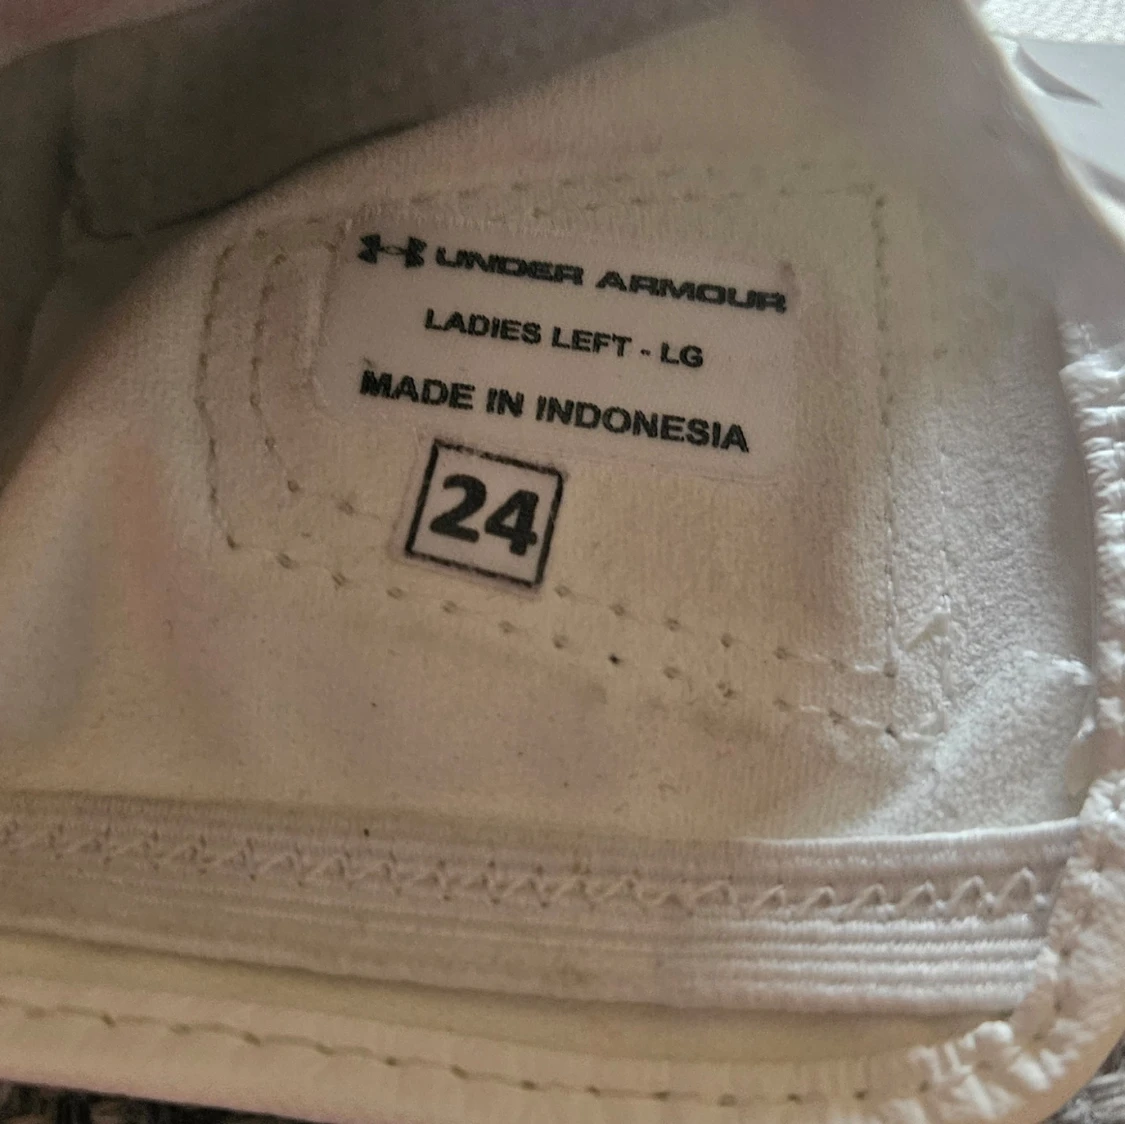 UNDER ARMOUR
LADIES LEFT - LG
MADE IN INDONESIA
24